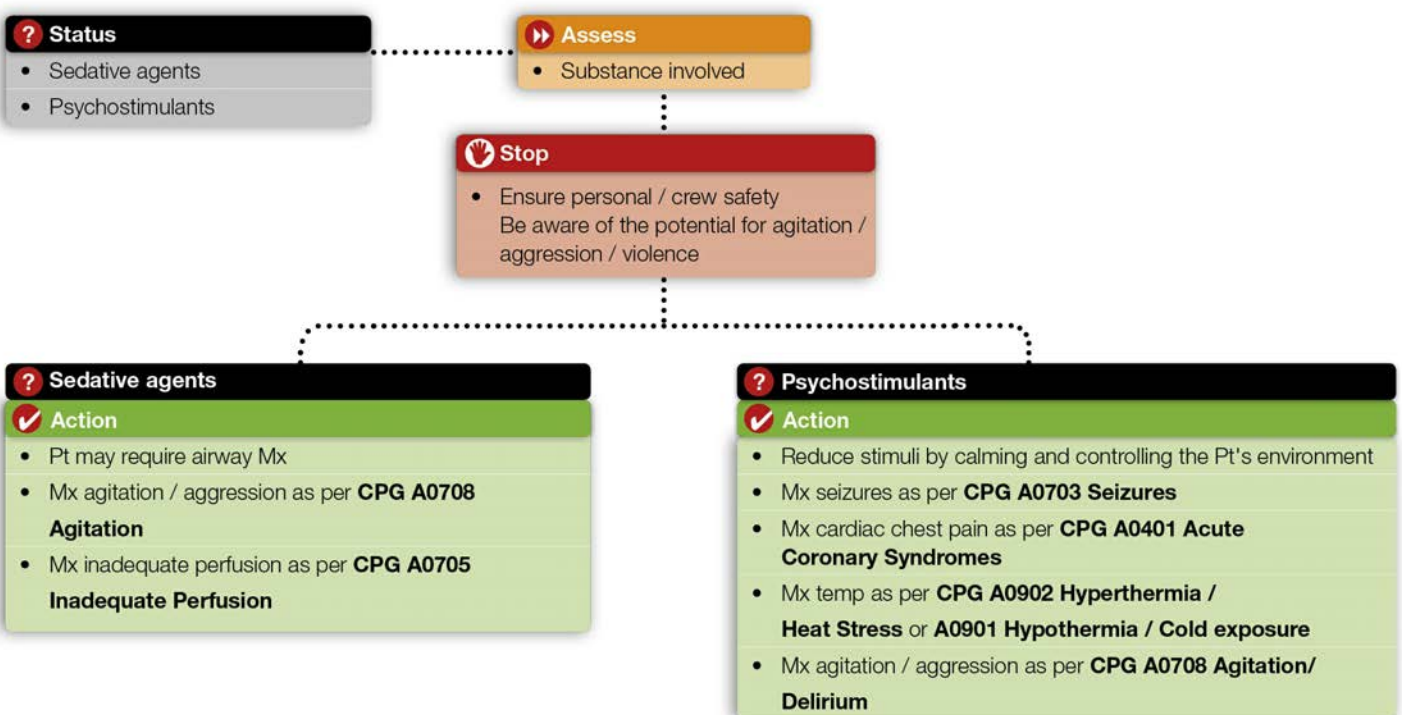 ? Status
• Sedative agents
• Psychostimulants
Assess
• Substance involved
Stop
• Ensure personal / crew safety
Be aware of the potential for agitation /
aggression / violence
? Sedative agents
✔ Action
• Pt may require airway Mx
• Mx agitation / aggression as per CPG A0708
Agitation
• Mx inadequate perfusion as per CPG A0705
Inadequate Perfusion
? Psychostimulants
✔ Action
• Reduce stimuli by calming and controlling the Pt's environment
• Mx seizures as per CPG A0703 Seizures
• Mx cardiac chest pain as per CPG A0401 Acute
Coronary Syndromes
• Mx temp as per CPG A0902 Hyperthermia /
Heat Stress or A0901 Hypothermia / Cold exposure
• Mx agitation / aggression as per CPG A0708 Agitation/
Delirium